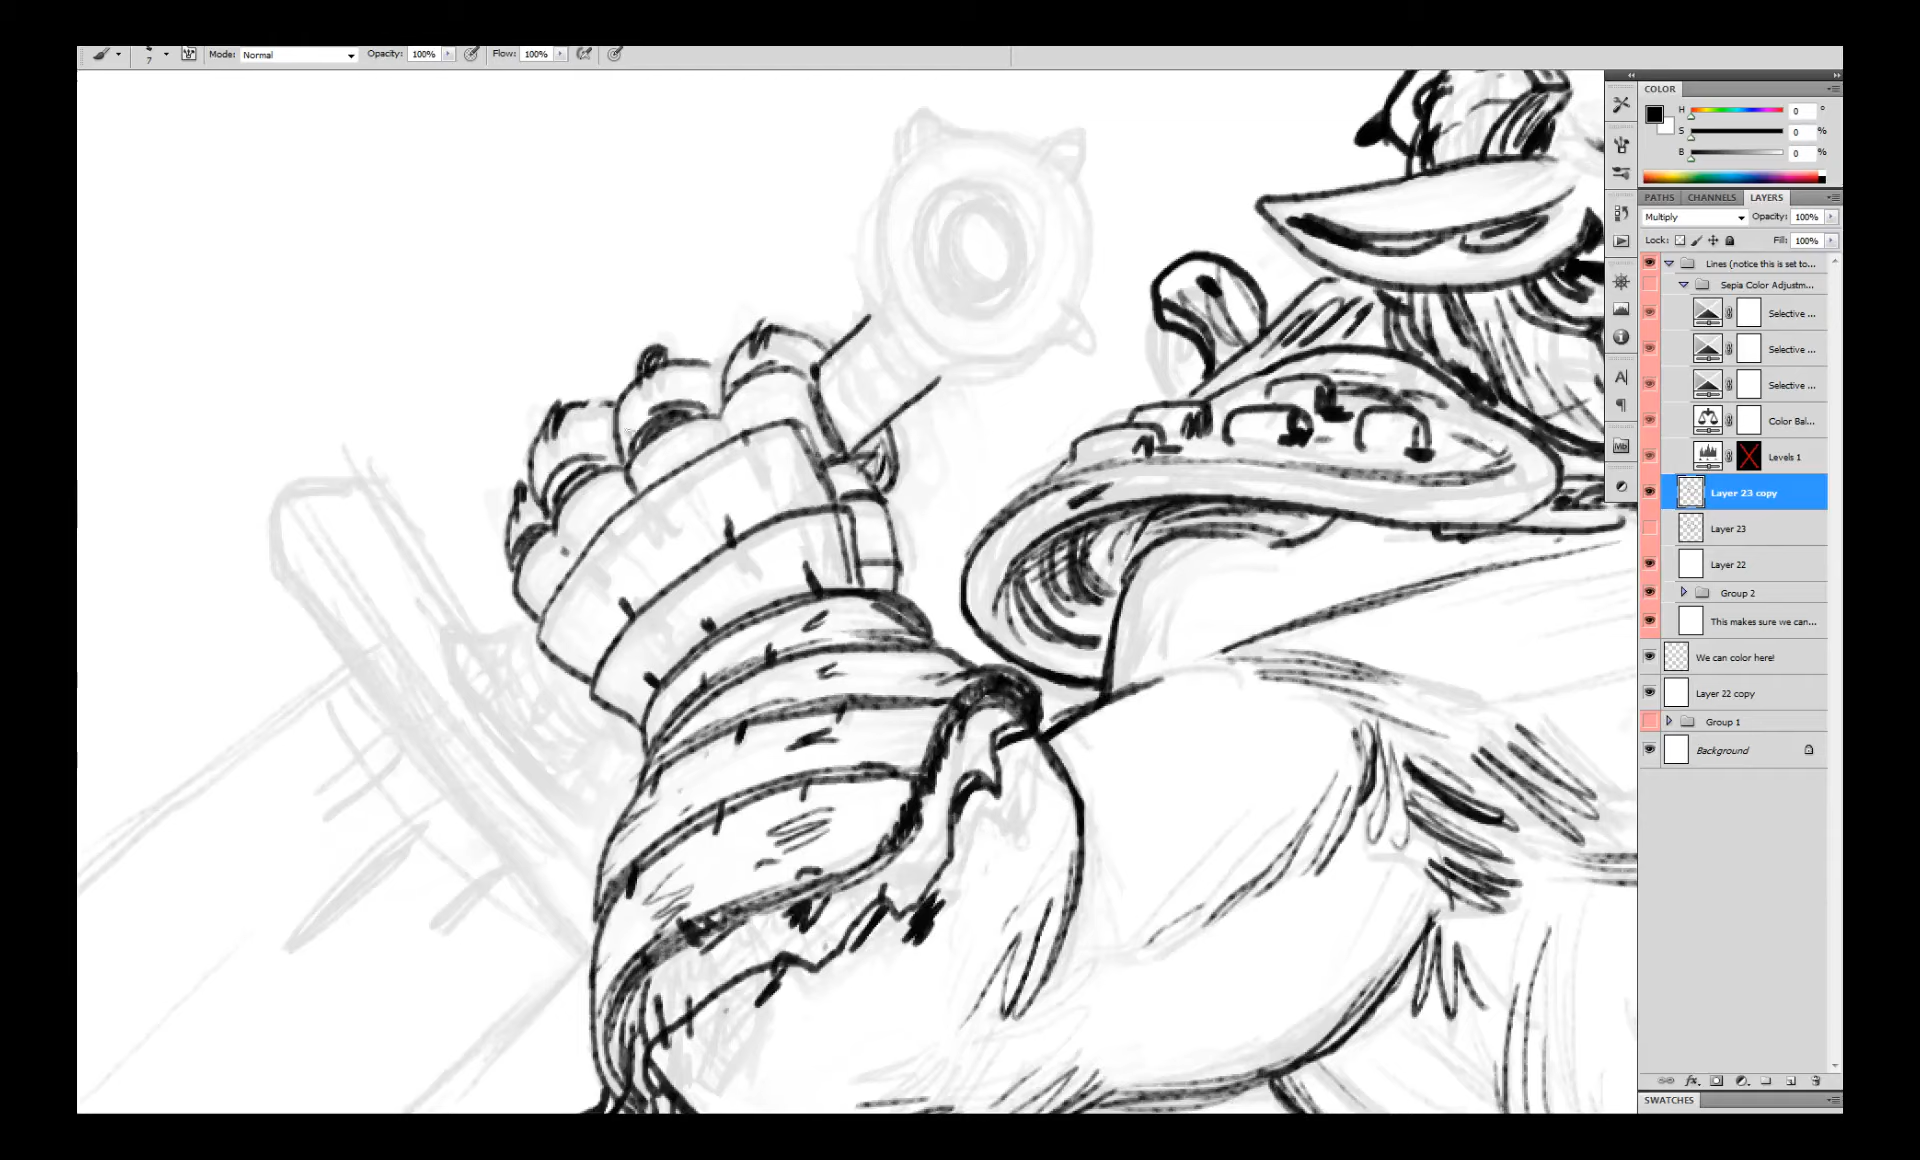 7 Mode: Normal Opacity: 100% Flow: 100%
COLOR
H 0 °
S 0 %
B 0 %
PATHS CHANNELS LAYERS
Multiply Opacity: 100%
Lock: Fill: 100%
Lines (notice this is set to...
Sepia Color Adjustm...
Selective ...
Selective ...
Selective ...
Color Bal...
Levels 1
Layer 23 copy
Layer 23
Layer 22
Group 2
This makes sure we can...
We can color here!
Layer 22 copy
Group 1
Background
SWATCHES